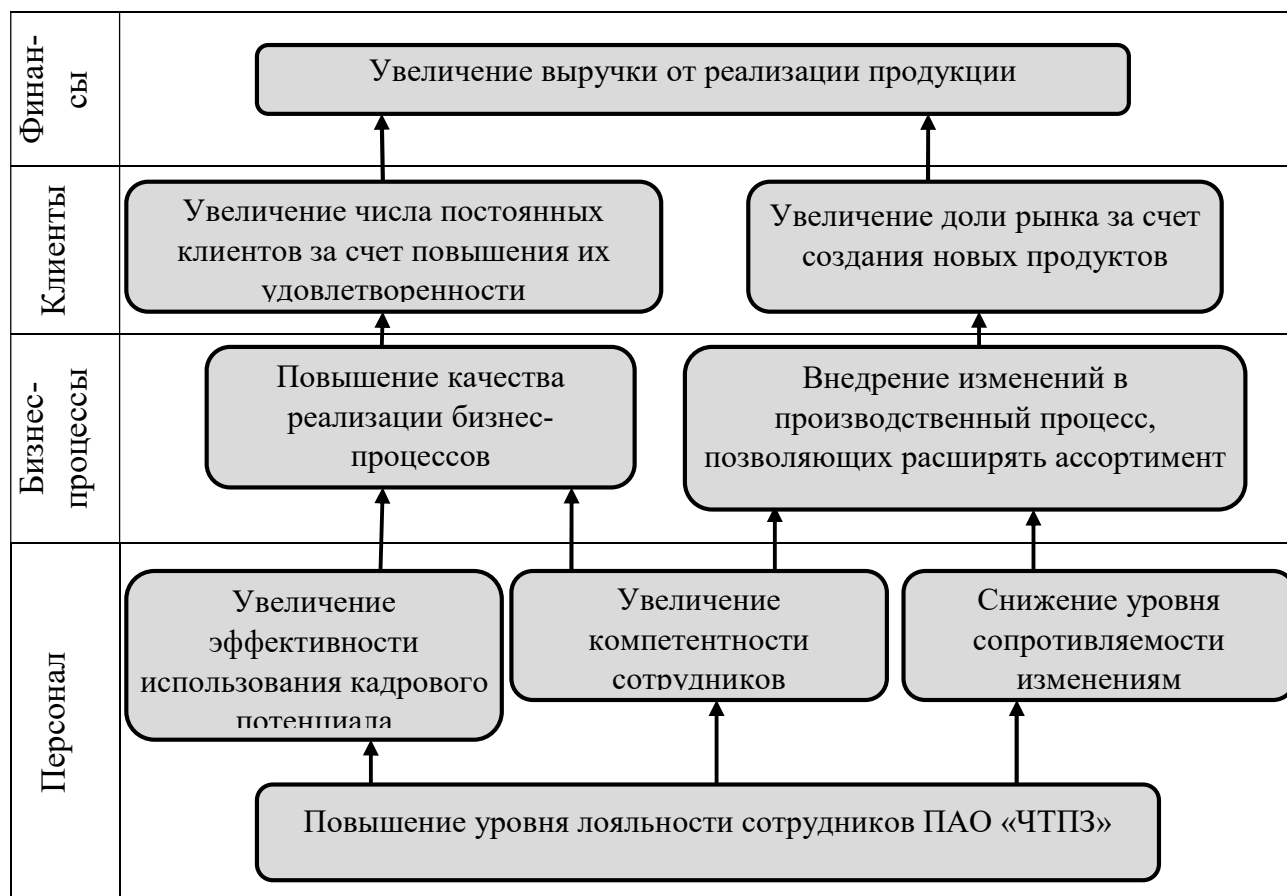 Финан-
сы
Увеличение выручки от реализации продукции
Клиенты
Увеличение числа постоянных
клиентов за счет повышения их
удовлетворенности
Увеличение доли рынка за счет
создания новых продуктов
Бизнес-
процессы
Повышение качества
реализации бизнес-
процессов
Внедрение изменений в
производственный процесс,
позволяющих расширять ассортимент
Персонал
Увеличение
эффективности
использования кадрового
потенциала
Увеличение
компетентности
сотрудников
Снижение уровня
сопротивляемости
изменениям
Повышение уровня лояльности сотрудников ПАО «ЧТПЗ»